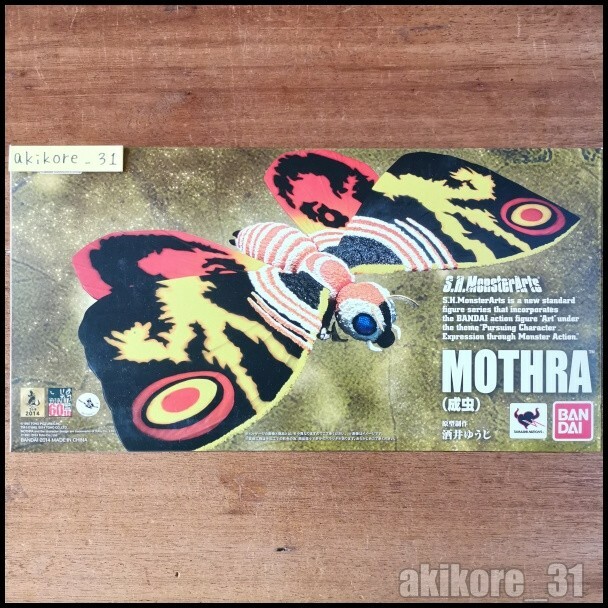 akikore_31
S.H.MonsterArts
S.H.MonsterArts is a new standard
figure series that incorporates
the BANDAI action figure "Art" under
the theme "Pursuing Character
Expression through Monster Action."
MOTHRA
(成虫)
原型制作
酒井ゆうじ
BAN
DAI
2014
BANDAI 2014 MADE IN CHINA
akikore_31